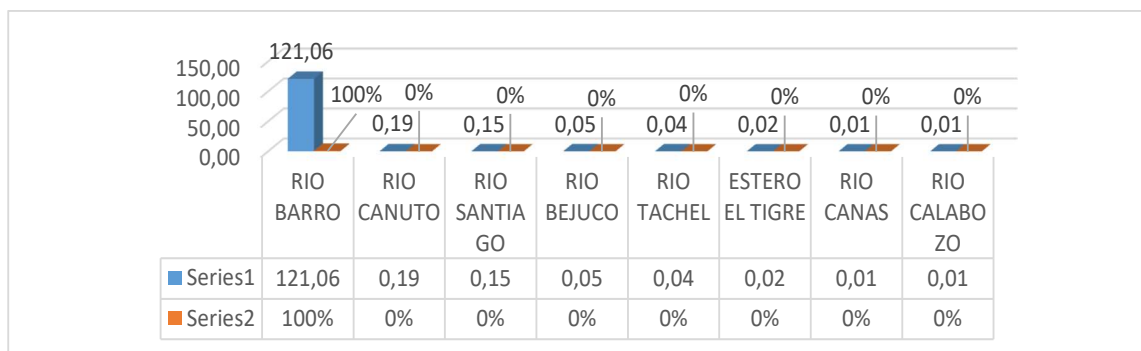 121,06
150,00
100,00
50,00
0,00
100% 0% 0% 0% 0% 0% 0% 0%
0,19 0,15 0,05 0,04 0,02 0,01 0,01
RIO BARRO
RIO CANUTO
RIO SANTIA GO
RIO BEJUCO
RIO TACHEL
ESTERO EL TIGRE
RIO CANAS
RIO CALABO ZO
Series1 121,06 0,19 0,15 0,05 0,04 0,02 0,01 0,01
Series2 100% 0% 0% 0% 0% 0% 0% 0%